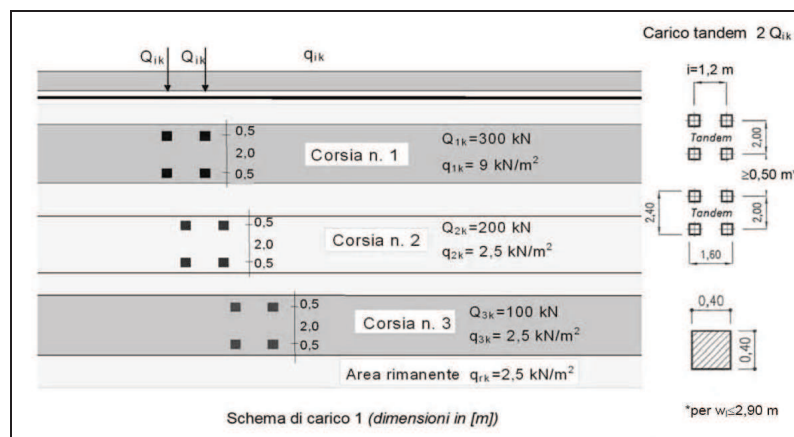 Carico tandem 2 Qik
Qik Qik qik
i=1,2 m
0,5
2,0
0,5
Corsia n. 1
Q1k=300 kN
q1k= 9 kN/m²
Tandem
2,00
≥0,50 m*
0,5
2,0
0,5
Corsia n. 2
Q2k=200 kN
q2k= 2,5 kN/m²
2,40
Tandem
2,00
1,60
0,5
2,0
0,5
Corsia n. 3
Q3k=100 kN
q3k= 2,5 kN/m²
0,40
0,40
Area rimanente qrk=2,5 kN/m²
Schema di carico 1 (dimensioni in [m])
*per wl≤2,90 m